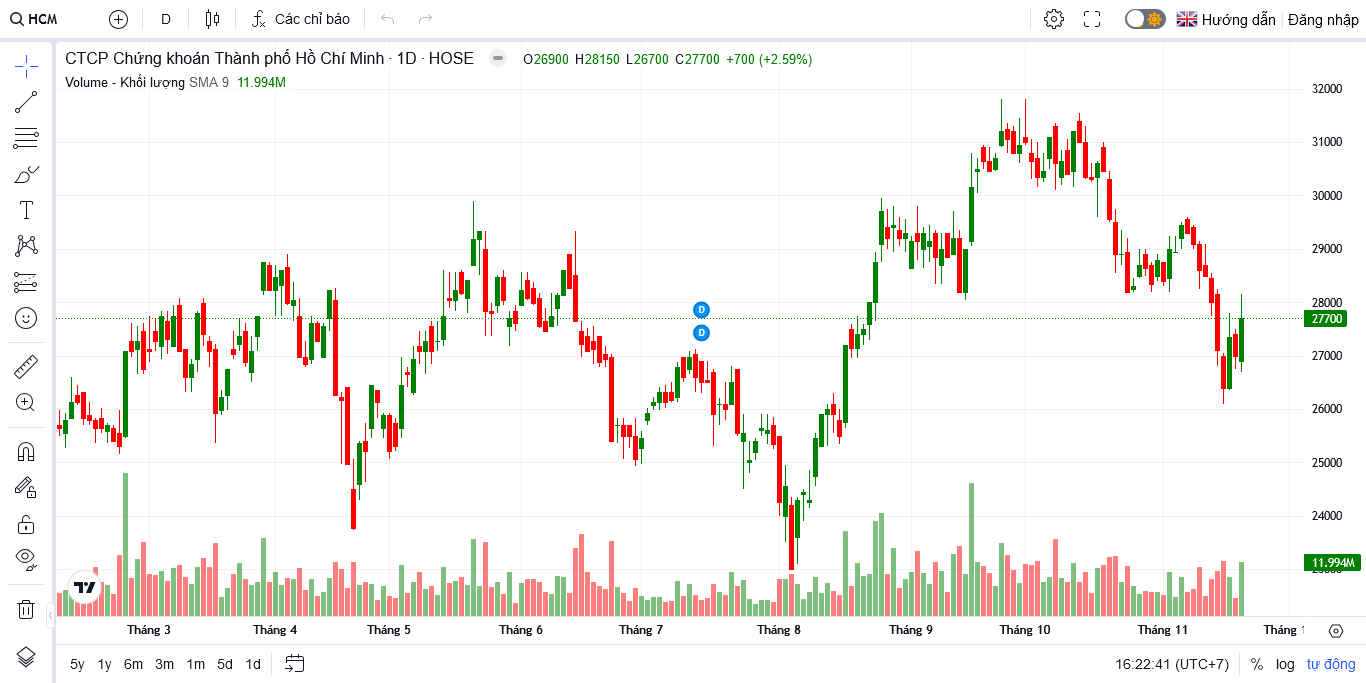 HCM D Các chỉ báo Hướng dẫn Đăng nhập
CTCP Chứng khoán Thành phố Hồ Chí Minh · 1D · HOSE O26900 H28150 L26700 C27700 +700 (+2.59%)
Volume - Khối lượng SMA 9 11.994M
32000
31000
30000
29000
28000
27700
27000
26000
25000
24000
11.994M
D
D
T
Tháng 3 Tháng 4 Tháng 5 Tháng 6 Tháng 7 Tháng 8 Tháng 9 Tháng 10 Tháng 11 Tháng 1
5y 1y 6m 3m 1m 5d 1d 16:22:41 (UTC+7) % log tự động